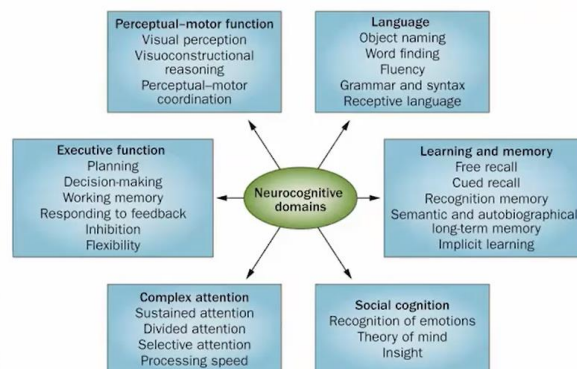 Perceptual–motor function
Visual perception
Visuoconstructional
reasoning
Perceptual–motor
coordination
Language
Object naming
Word finding
Fluency
Grammar and syntax
Receptive language
Executive function
Planning
Decision-making
Working memory
Responding to feedback
Inhibition
Flexibility
Neurocognitive
domains
Learning and memory
Free recall
Cued recall
Recognition memory
Semantic and autobiographical
long-term memory
Implicit learning
Complex attention
Sustained attention
Divided attention
Selective attention
Processing speed
Social cognition
Recognition of emotions
Theory of mind
Insight